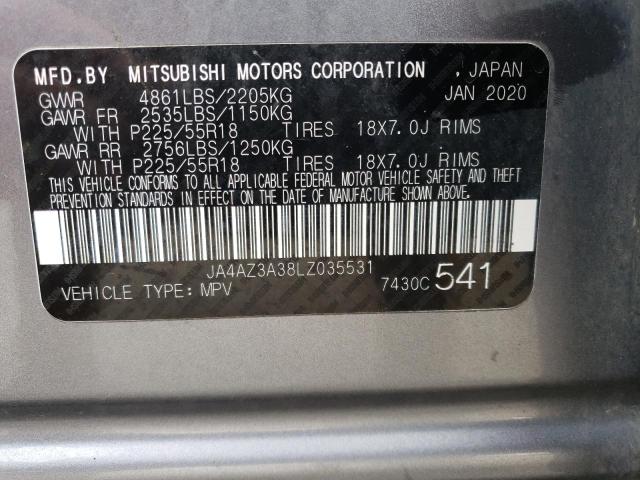 MFD.BY MITSUBISHI MOTORS CORPORATION . JAPAN
GVWR 4861LBS/2205KG JAN 2020
GAWR FR 2535LBS/1150KG
WITH P225/55R18 TIRES 18X7.0J RIMS
GAWR RR 2756LBS/1250KG
WITH P225/55R18 TIRES 18X7.0J RIMS
THIS VEHICLE CONFORMS TO ALL APPLICABLE FEDERAL MOTOR VEHICLE SAFETY AND THEFT
PREVENTION STANDARDS IN EFFECT ON THE DATE OF MANUFACTURE SHOWN ABOVE.
JA4AZ3A38LZ035531
VEHICLE TYPE: MPV 7430C 541